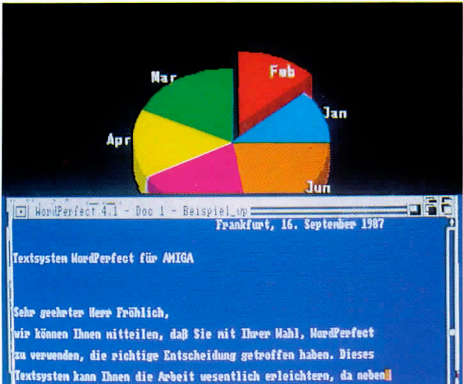 Mar
Feb
Jan
Apr
Jun
WordPerfect 4.1 - Doc 1 - Beispiel_wp
Frankfurt, 16. September 1987
Textsystem WordPerfect für AMIGA
Sehr geehrter Herr Fröhlich,
wir können Ihnen mitteilen, daß Sie mit Ihrer Wahl, WordPerfect
zu verwenden, die richtige Entscheidung getroffen haben. Dieses
Textsystem kann Ihnen die Arbeit wesentlich erleichtern, da neben